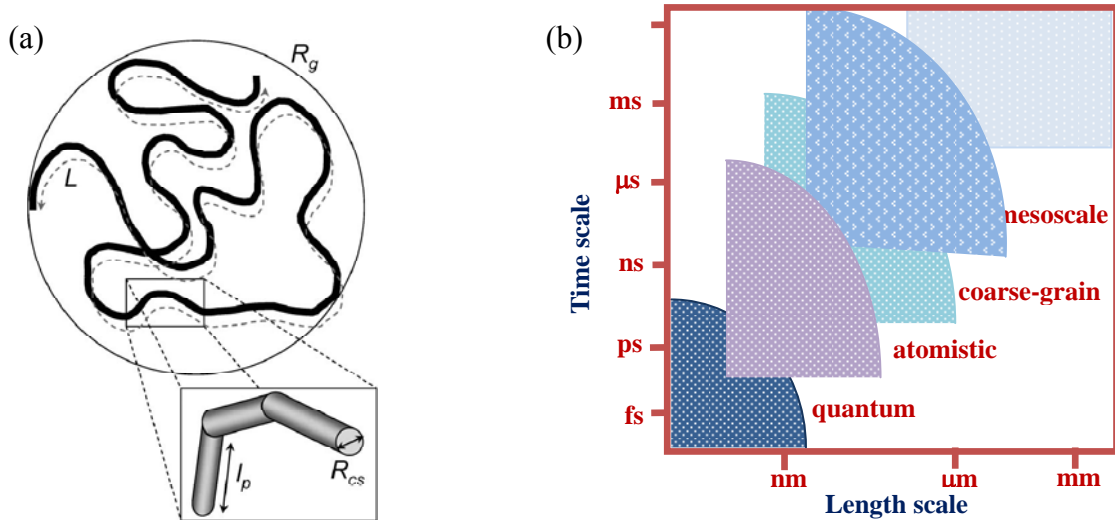 (a)
R_g
L
l_p
R_cs
(b)
Time scale
ms
μs
ns
ps
fs
mesoscale
coarse-grain
atomistic
quantum
nm
μm
mm
Length scale